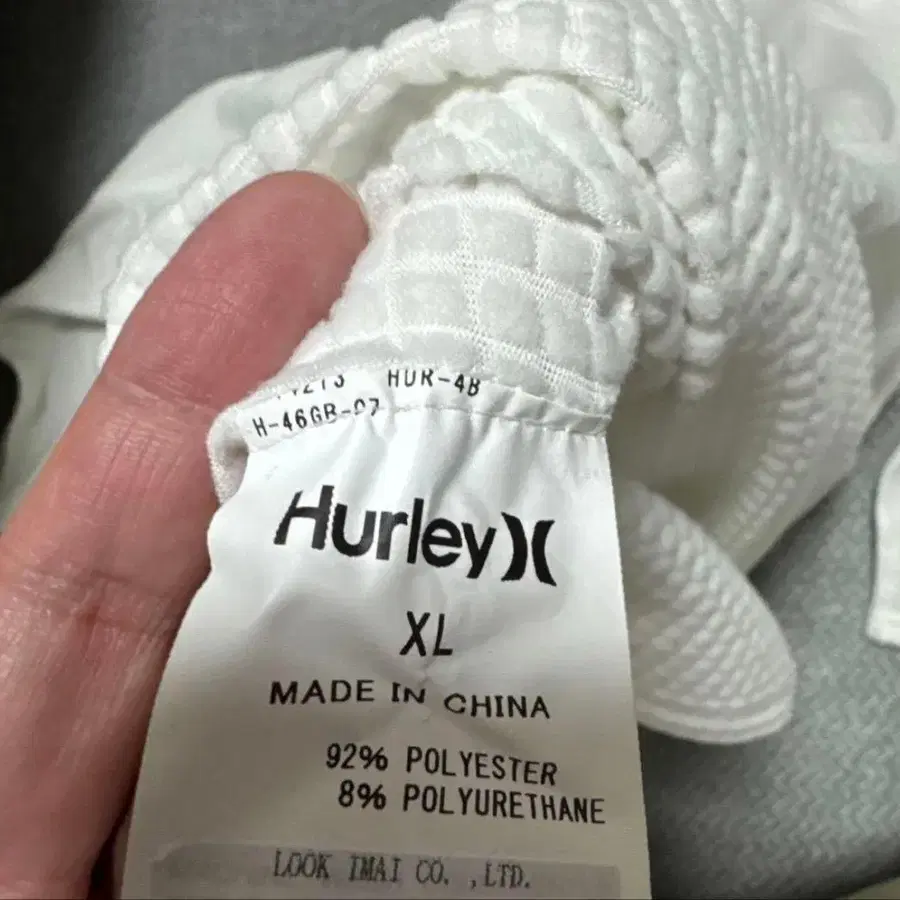 HUR-4B
H-46GB-07
Hurley
XL
MADE IN CHINA
92% POLYESTER
8% POLYURETHANE
LOOK IMAI CO. ,LTD.